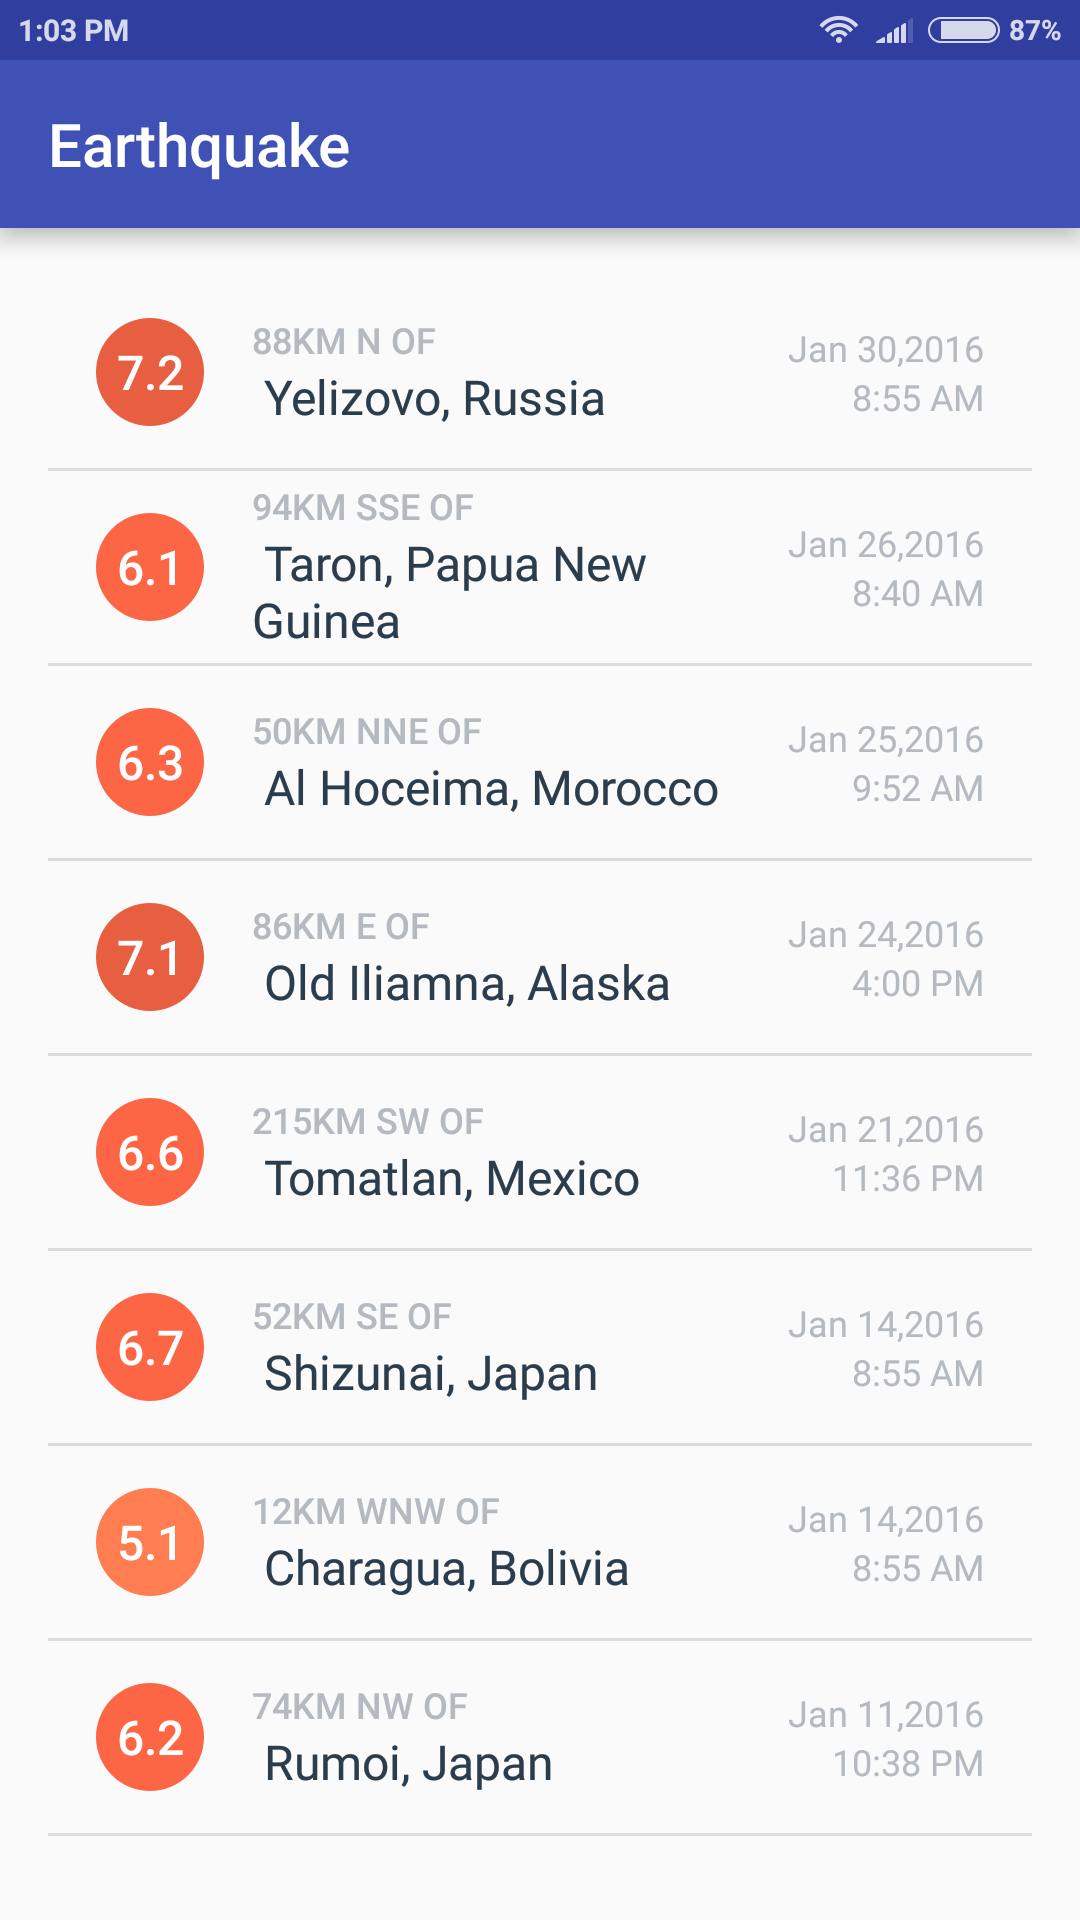 1:03 PM 87%
Earthquake
7.2
88KM N OF
Yelizovo, Russia
Jan 30,2016
8:55 AM
6.1
94KM SSE OF
Taron, Papua New
Guinea
Jan 26,2016
8:40 AM
6.3
50KM NNE OF
Al Hoceima, Morocco
Jan 25,2016
9:52 AM
7.1
86KM E OF
Old Iliamna, Alaska
Jan 24,2016
4:00 PM
6.6
215KM SW OF
Tomatlan, Mexico
Jan 21,2016
11:36 PM
6.7
52KM SE OF
Shizunai, Japan
Jan 14,2016
8:55 AM
5.1
12KM WNW OF
Charagua, Bolivia
Jan 14,2016
8:55 AM
6.2
74KM NW OF
Rumoi, Japan
Jan 11,2016
10:38 PM